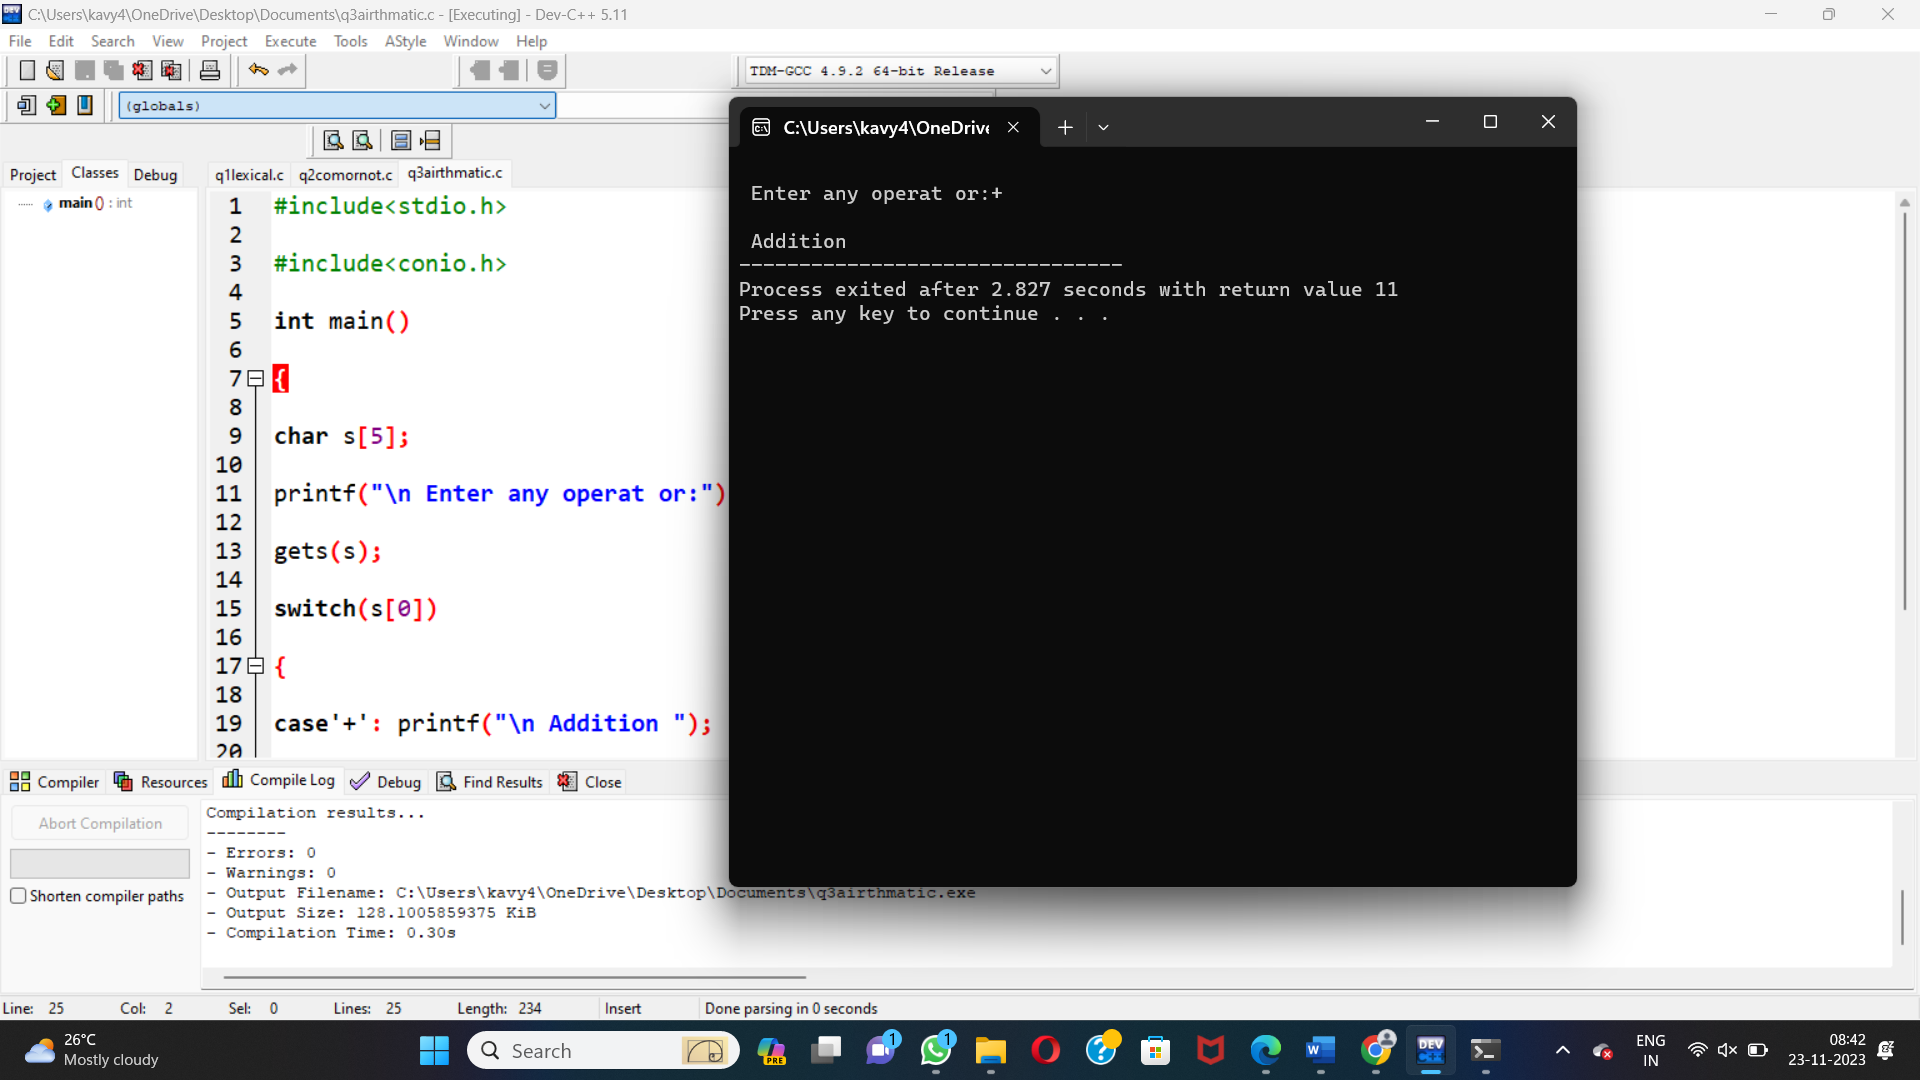 C:\Users\kavy4\OneDrive\Desktop\Documents\q3airthmatic.c - [Executing] - Dev-C++ 5.11
File Edit Search View Project Execute Tools AStyle Window Help
TDM-GCC 4.9.2 64-bit Release
(globals)
C:\Users\kavy4\OneDrive
Project Classes Debug
q1lexical.c q2comornot.c q3airthmatic.c
main () : int
1 #include<stdio.h>
2
3 #include<conio.h>
4
5 int main()
6
7 {
8
9 char s[5];
10
11 printf("\n Enter any operat or:")
12
13 gets(s);
14
15 switch(s[0])
16
17 {
18
19 case'+': printf("\n Addition ");
20
Enter any operat or:+
Addition
--------------------------------
Process exited after 2.827 seconds with return value 11
Press any key to continue . . .
Compiler Resources Compile Log Debug Find Results Close
Abort Compilation
Shorten compiler paths
Compilation results...
--------
- Errors: 0
- Warnings: 0
- Output Filename: C:\Users\kavy4\OneDrive\Desktop\Documents\q3airthmatic.exe
- Output Size: 128.1005859375 KiB
- Compilation Time: 0.30s
Line: 25 Col: 2 Sel: 0 Lines: 25 Length: 234 Insert Done parsing in 0 seconds
26°C
Mostly cloudy
Search
PRE
1
1
DEV
C++
ENG
IN
08:42
23-11-2023